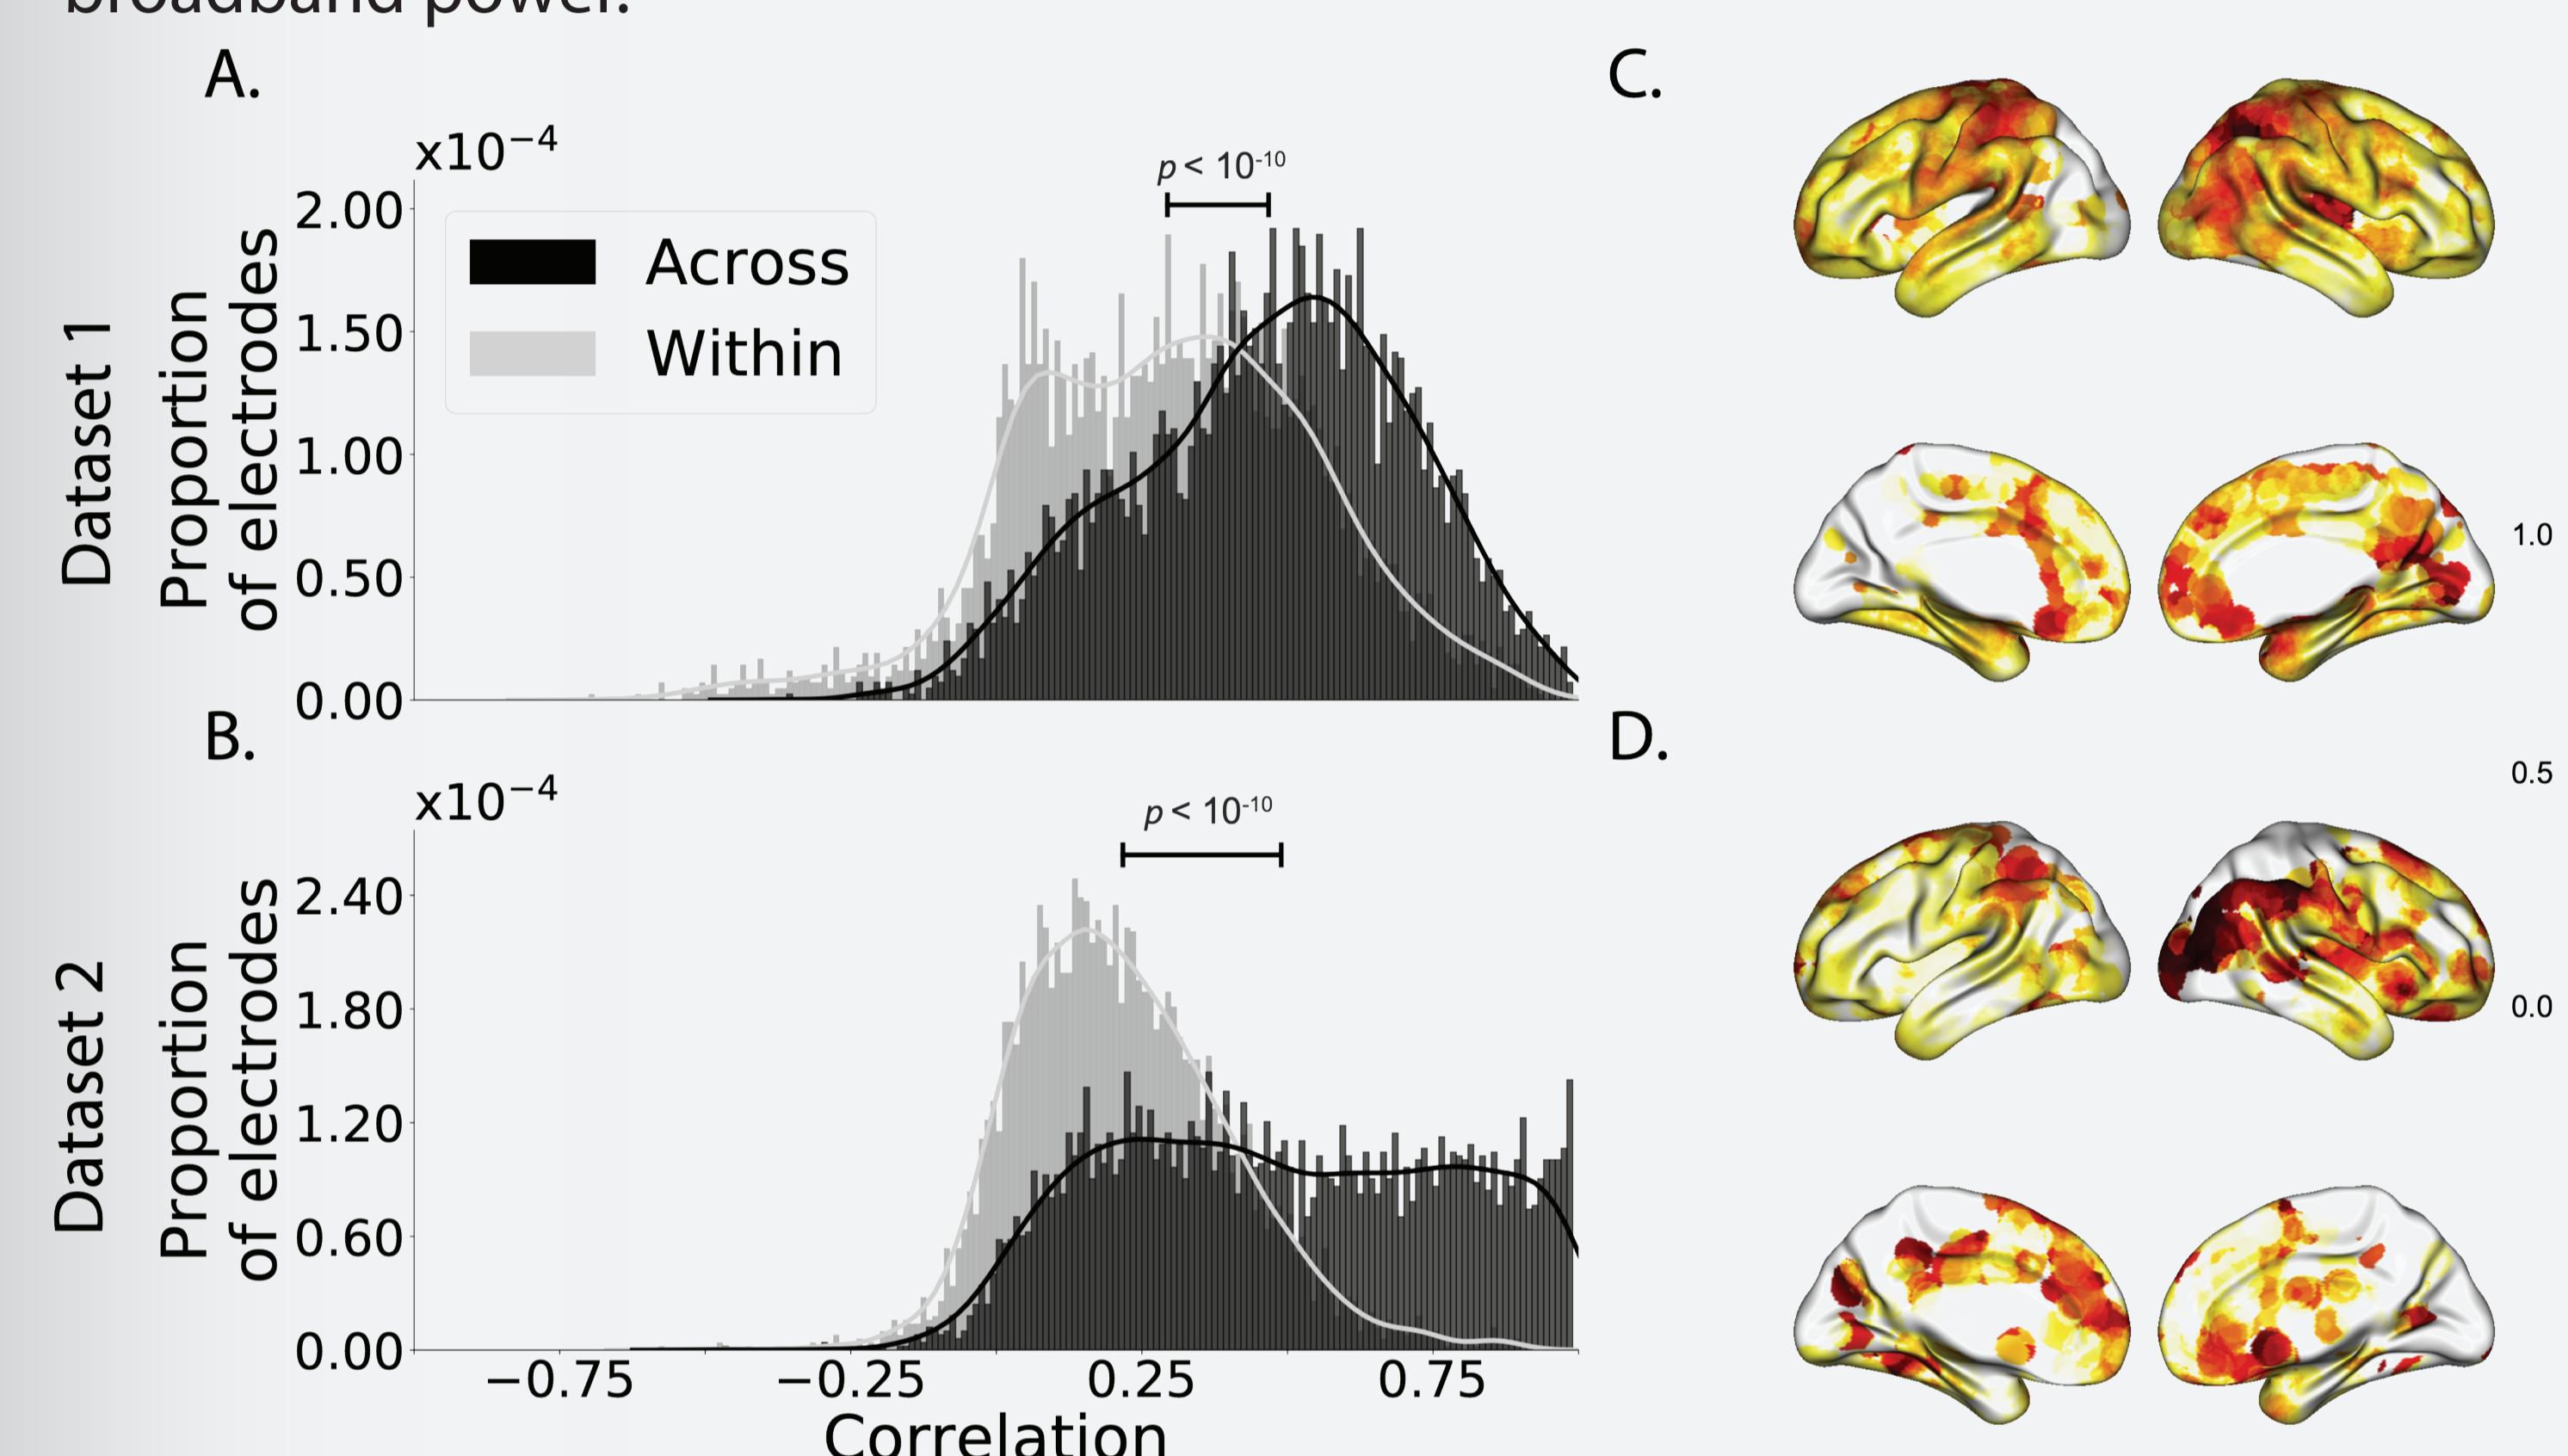 broadband power.
A.
x10⁻⁴
p < 10⁻¹⁰
2.00
1.50
1.00
0.50
0.00
Across
Within
Dataset 1
Proportion
of electrodes
B.
x10⁻⁴
p < 10⁻¹⁰
2.40
1.80
1.20
0.60
0.00
Dataset 2
Proportion
of electrodes
−0.75
−0.25
0.25
0.75
Correlation
C.
D.
1.0
0.5
0.0